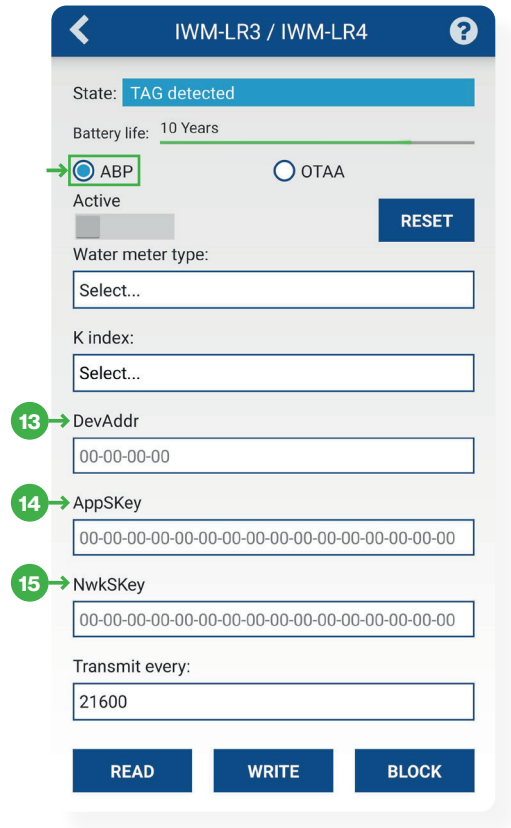 IWM-LR3 / IWM-LR4 ?
State: TAG detected
Battery life: 10 Years
ABP OTAA
Active
RESET
Water meter type:
Select...
K index:
Select...
13 DevAddr
00-00-00-00
14 AppSKey
00-00-00-00-00-00-00-00-00-00-00-00-00-00-00-00
15 NwkSKey
00-00-00-00-00-00-00-00-00-00-00-00-00-00-00-00
Transmit every:
21600
READ WRITE BLOCK